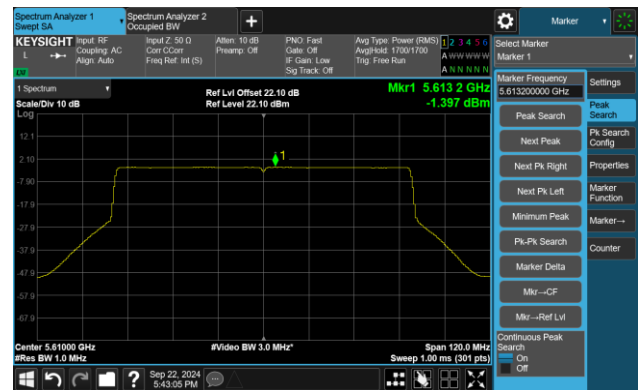 Spectrum Analyzer 1
Swept SA
Spectrum Analyzer 2
Occupied BW
Marker
KEYSIGHT
L
Input: RF
Coupling: AC
Align: Auto
Input Z: 50 Ω
Corr CCorr
Freq Ref: Int (S)
Atten: 10 dB
Preamp: Off
PNO: Fast
Gate: Off
IF Gain: Low
Sig Track: Off
Avg Type: Power (RMS)
Avg|Hold: 1700/1700
Trig: Free Run
1 2 3 4 5 6
A W W W W W
A N N N N N
Select Marker
Marker 1
1 Spectrum
Scale/Div 10 dB
Log
Ref Lvl Offset 22.10 dB
Ref Level 22.10 dBm
Mkr1 5.613 2 GHz
-1.397 dBm
12.1
2.10
-7.90
-17.9
-27.9
-37.9
-47.9
-57.9
-67.9
1
Center 5.61000 GHz
#Res BW 1.0 MHz
#Video BW 3.0 MHz*
Span 120.0 MHz
Sweep 1.00 ms (301 pts)
Marker Frequency
5.613200000 GHz
Peak Search
Next Peak
Next Pk Right
Next Pk Left
Minimum Peak
Pk-Pk Search
Marker Delta
Mkr→CF
Mkr→Ref Lvl
Continuous Peak
Search
On
Off
Settings
Peak
Search
Pk Search
Config
Properties
Marker
Function
Marker→
Counter
Sep 22, 2024
5:43:05 PM